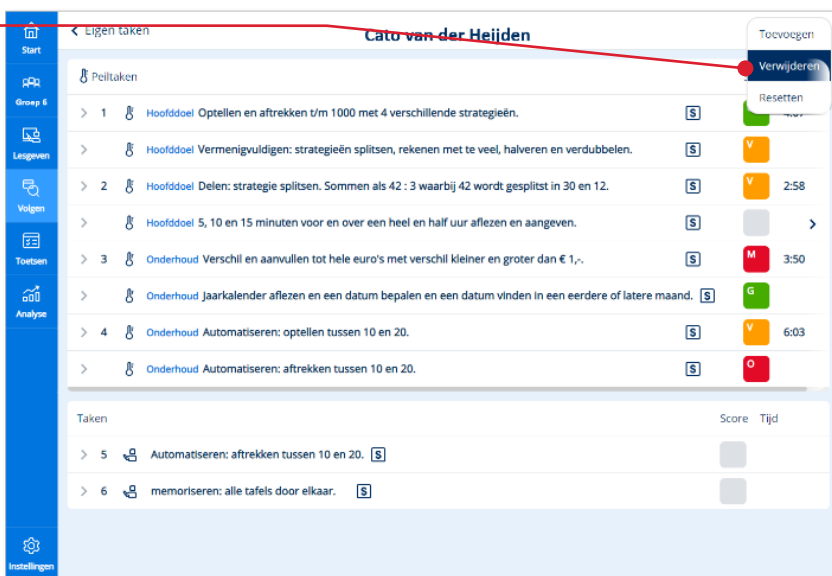 Start
Groep 6
Lesgeven
Volgen
Toetsen
Analyse
Instellingen
Eigen taken
Cato van der Heijden
Toevoegen
Verwijderen
Resetten
Peiltaken
1 Hoofddoel Optellen en aftrekken t/m 1000 met 4 verschillende strategieën. S
Hoofddoel Vermenigvuldigen: strategieën splitsen, rekenen met te veel, halveren en verdubbelen. S V
2 Hoofddoel Delen: strategie splitsen. Sommen als 42 : 3 waarbij 42 wordt gesplitst in 30 en 12. S V 2:58
Hoofddoel 5, 10 en 15 minuten voor en over een heel en half uur aflezen en aangeven. S
3 Onderhoud Verschil en aanvullen tot hele euro's met verschil kleiner en groter dan € 1,-. S M 3:50
Onderhoud Jaarkalender aflezen en een datum bepalen en een datum vinden in een eerdere of latere maand. S G
4 Onderhoud Automatiseren: optellen tussen 10 en 20. S V 6:03
Onderhoud Automatiseren: aftrekken tussen 10 en 20. S O
Taken Score Tijd
5 Automatiseren: aftrekken tussen 10 en 20. S
6 memoriseren: alle tafels door elkaar. S